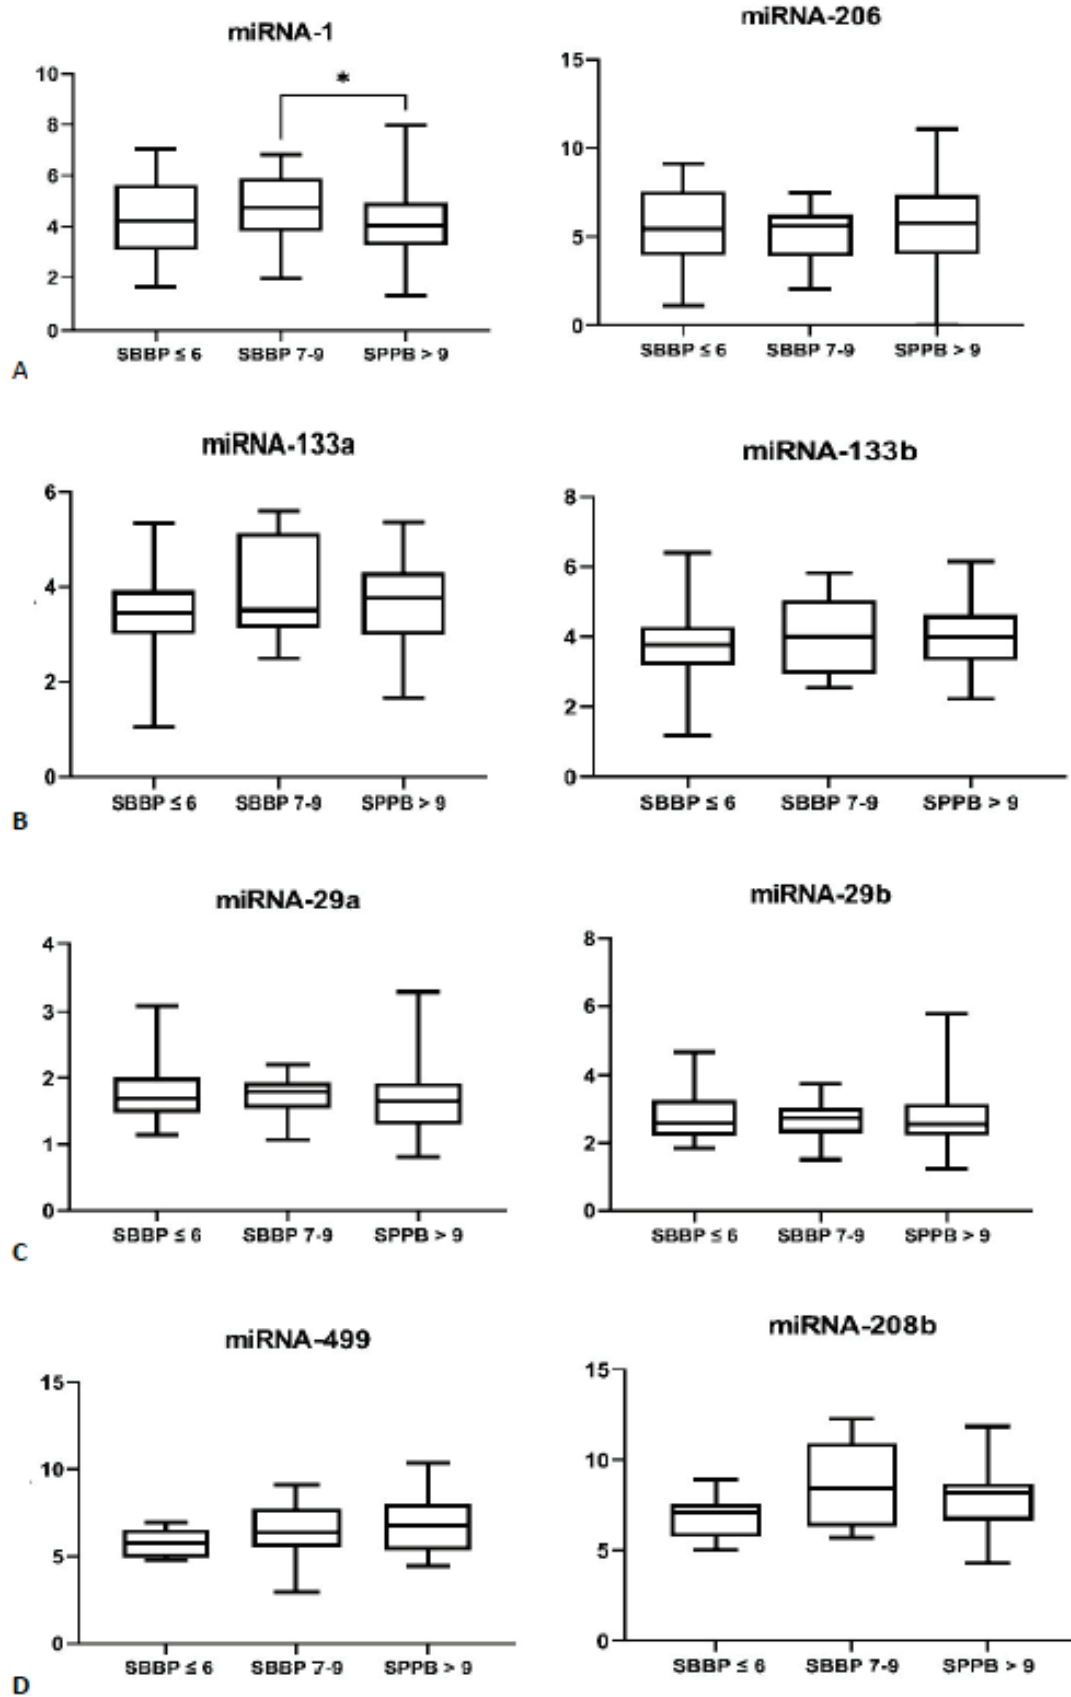 miRNA-1
10
8
6
4
2
0
*
SBBP ≤ 6 SBBP 7-9 SPPB > 9
A
miRNA-206
15
10
5
0
SBBP ≤ 6 SBBP 7-9 SPPB > 9
miRNA-133a
6
4
2
0
SBBP ≤ 6 SBBP 7-9 SPPB > 9
B
miRNA-133b
8
6
4
2
0
SBBP ≤ 6 SBBP 7-9 SPPB > 9
miRNA-29a
4
3
2
1
0
SBBP ≤ 6 SBBP 7-9 SPPB > 9
C
miRNA-29b
8
6
4
2
0
SBBP ≤ 6 SBBP 7-9 SPPB > 9
miRNA-499
15
10
5
0
SBBP ≤ 6 SBBP 7-9 SPPB > 9
D
miRNA-208b
15
10
5
0
SBBP ≤ 6 SBBP 7-9 SPPB > 9